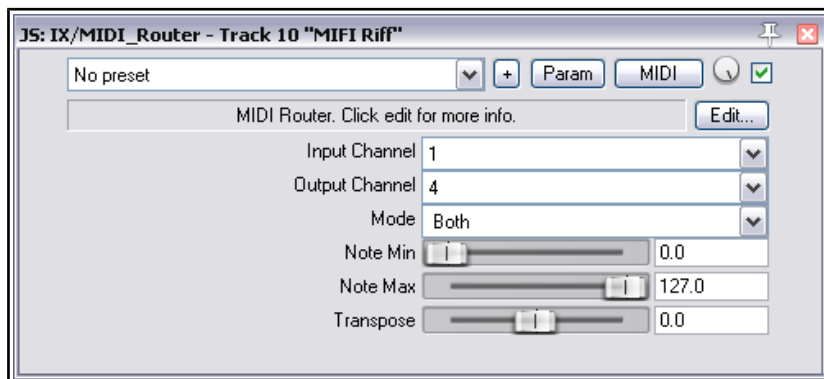 JS: IX/MIDI_Router - Track 10 "MIFI Riff"
No preset + Param MIDI
MIDI Router. Click edit for more info. Edit...
Input Channel 1
Output Channel 4
Mode Both
Note Min 0.0
Note Max 127.0
Transpose 0.0